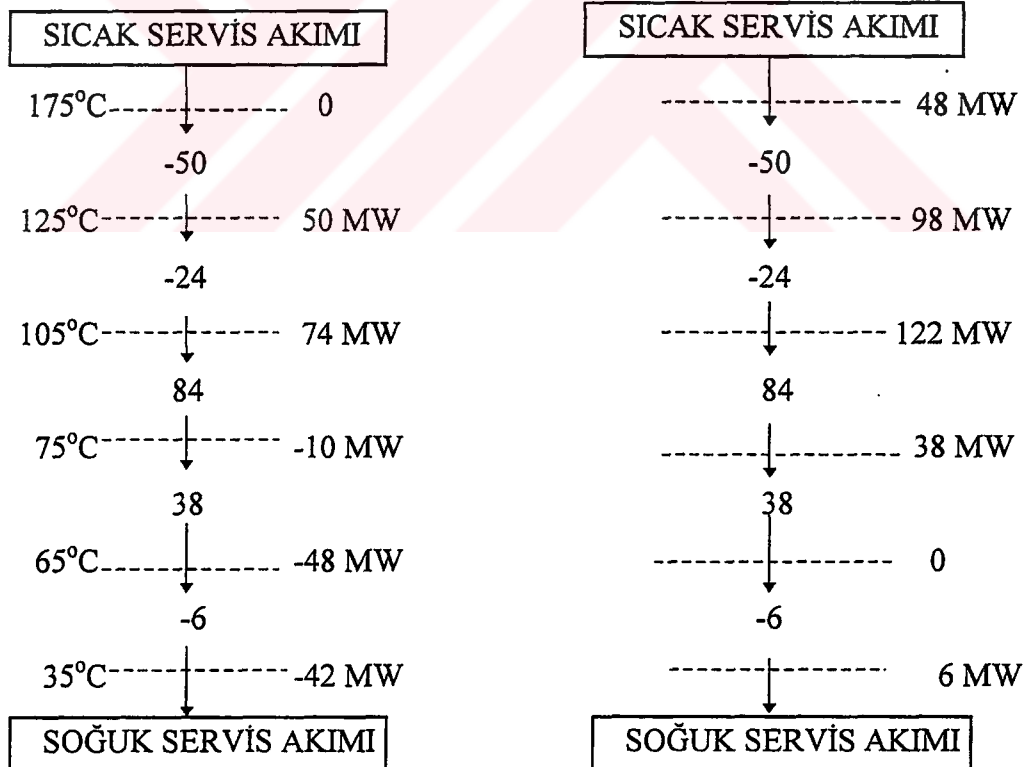 SICAK SERVİS AKIMI SICAK SERVİS AKIMI
175°C 0 48 MW
-50 -50
125°C 50 MW 98 MW
-24 -24
105°C 74 MW 122 MW
84 84
75°C -10 MW 38 MW
38 38
65°C -48 MW 0
-6 -6
35°C -42 MW 6 MW
SOĞUK SERVİS AKIMI SOĞUK SERVİS AKIMI